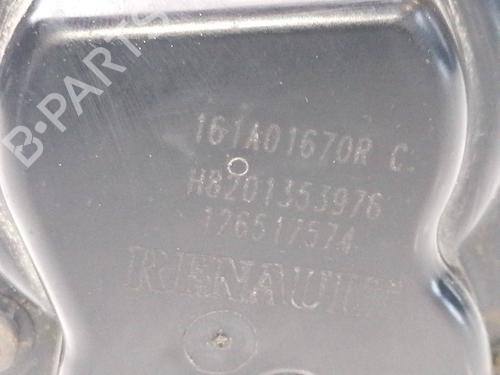 B-PARTS
161A01670R C.
H8201353976
126517574
RENAULT